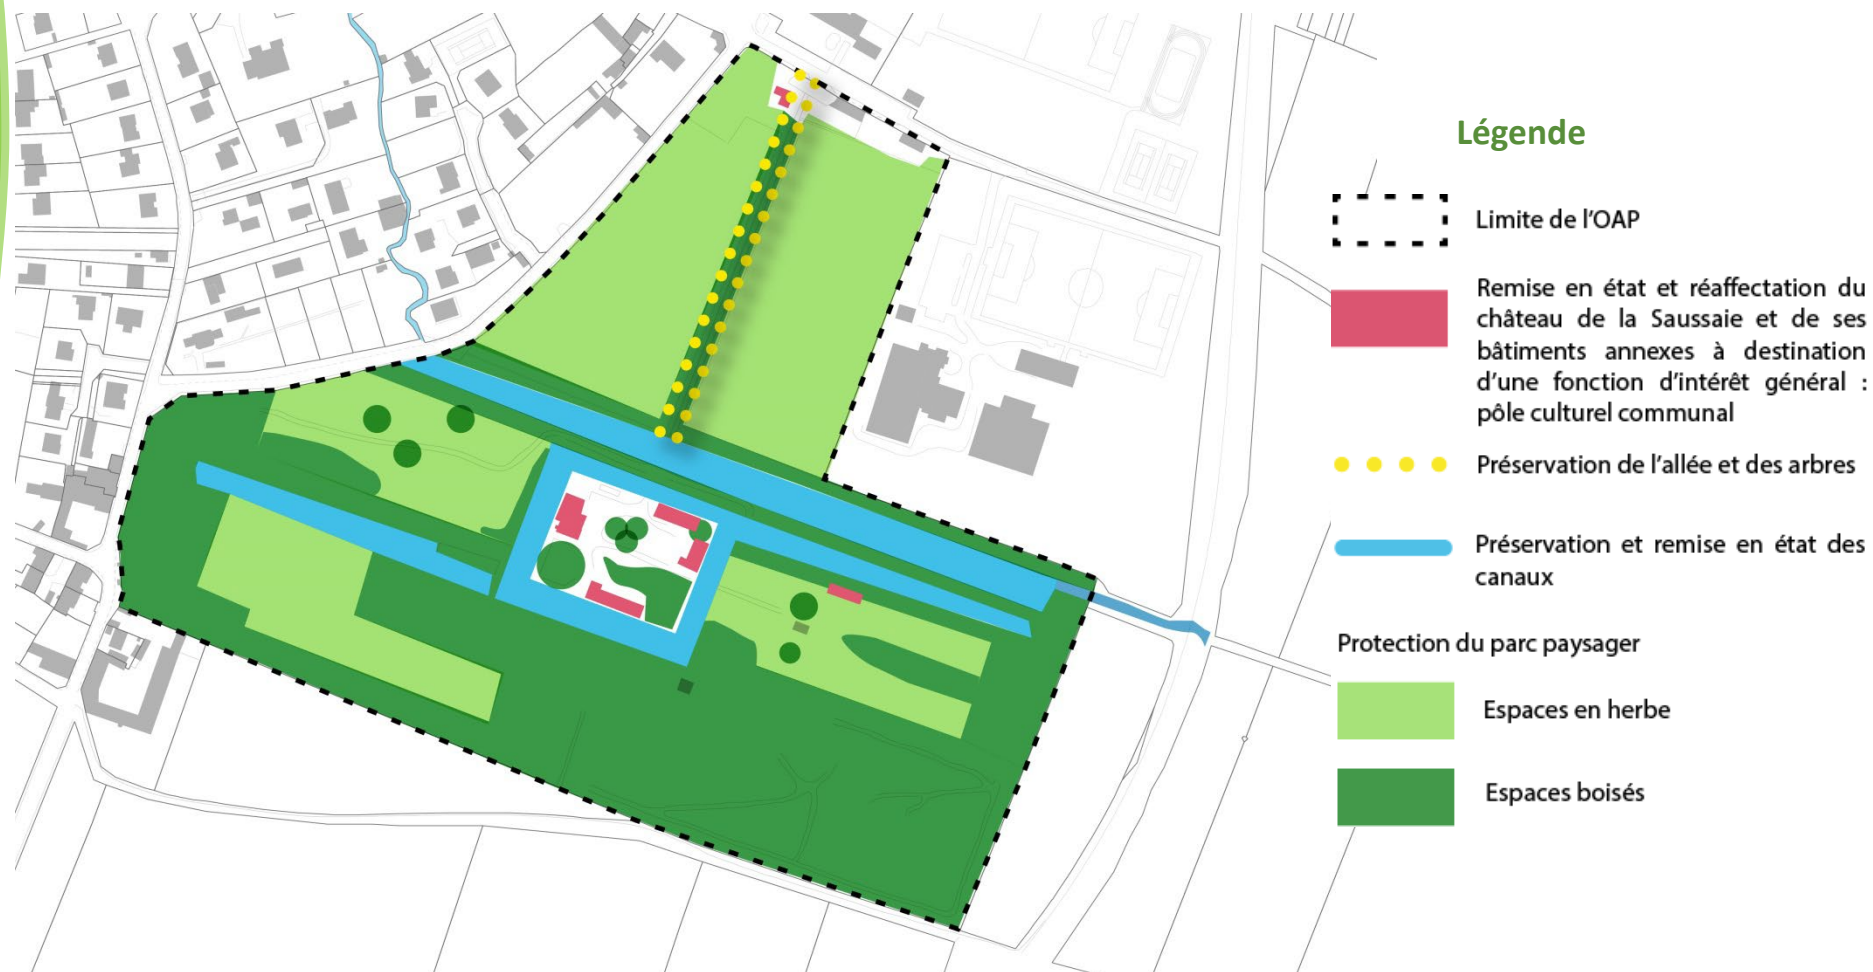 Légende
Limite de l'OAP
Remise en état et réaffectation du
château de la Saussaie et de ses
bâtiments annexes à destination
d'une fonction d'intérêt général :
pôle culturel communal
Préservation de l'allée et des arbres
Préservation et remise en état des
canaux
Protection du parc paysager
Espaces en herbe
Espaces boisés